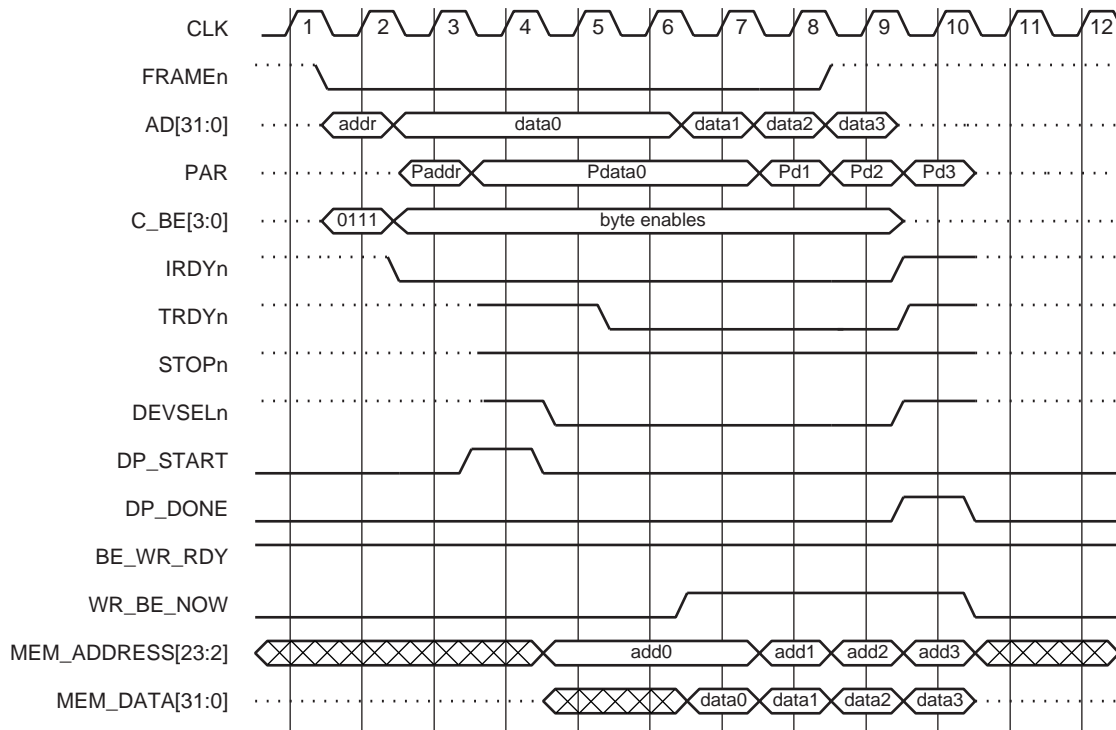 CLK 1 2 3 4 5 6 7 8 9 10 11 12
FRAMEn
AD[31:0] addr data0 data1 data2 data3
PAR Paddr Pdata0 Pd1 Pd2 Pd3
C_BE[3:0] 0111 byte enables
IRDYn
TRDYn
STOPn
DEVSELn
DP_START
DP_DONE
BE_WR_RDY
WR_BE_NOW
MEM_ADDRESS[23:2] add0 add1 add2 add3
MEM_DATA[31:0] data0 data1 data2 data3